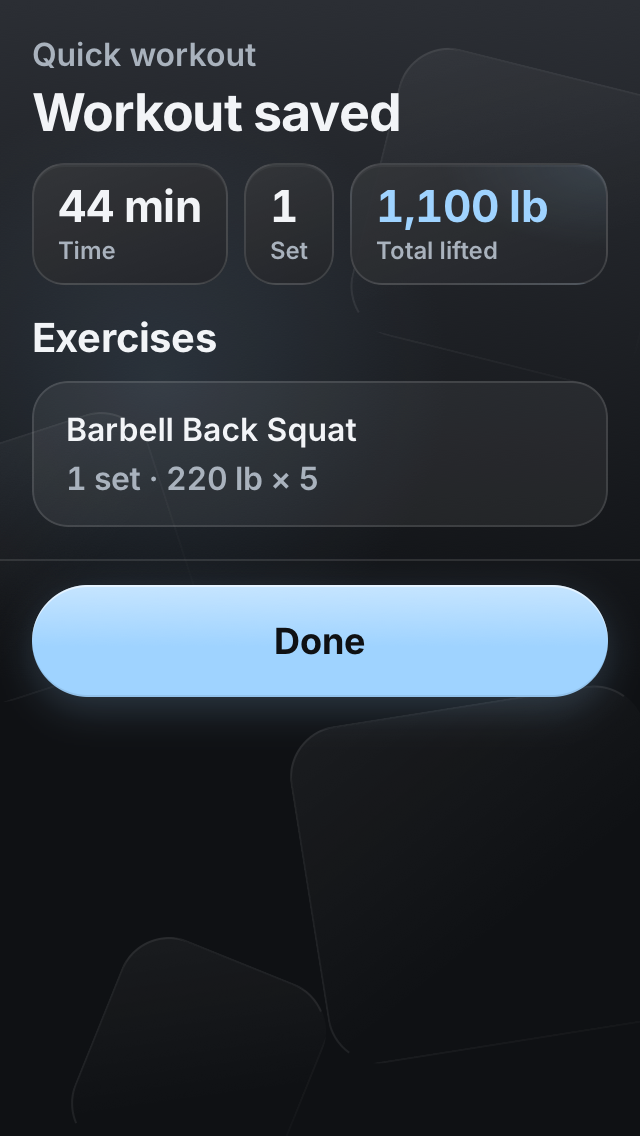 Quick workout
Workout saved
44 min
Time
1
Set
1,100 lb
Total lifted
Exercises
Barbell Back Squat
1 set · 220 lb × 5
Done